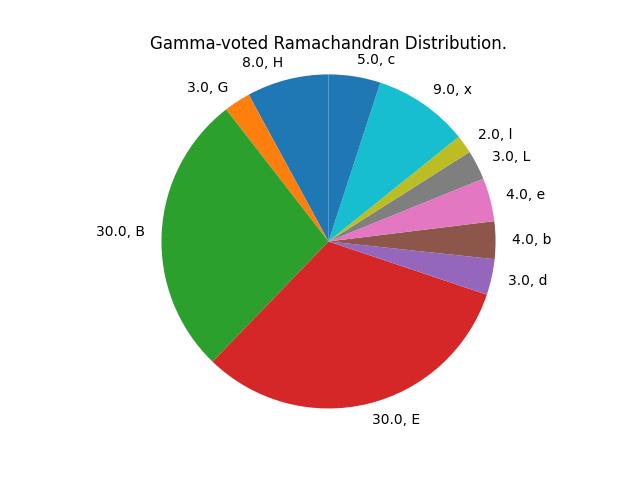 Gamma-voted Ramachandran Distribution.
8.0, H
5.0, c
3.0, G
9.0, x
2.0, l
3.0, L
4.0, e
30.0, B
4.0, b
3.0, d
30.0, E